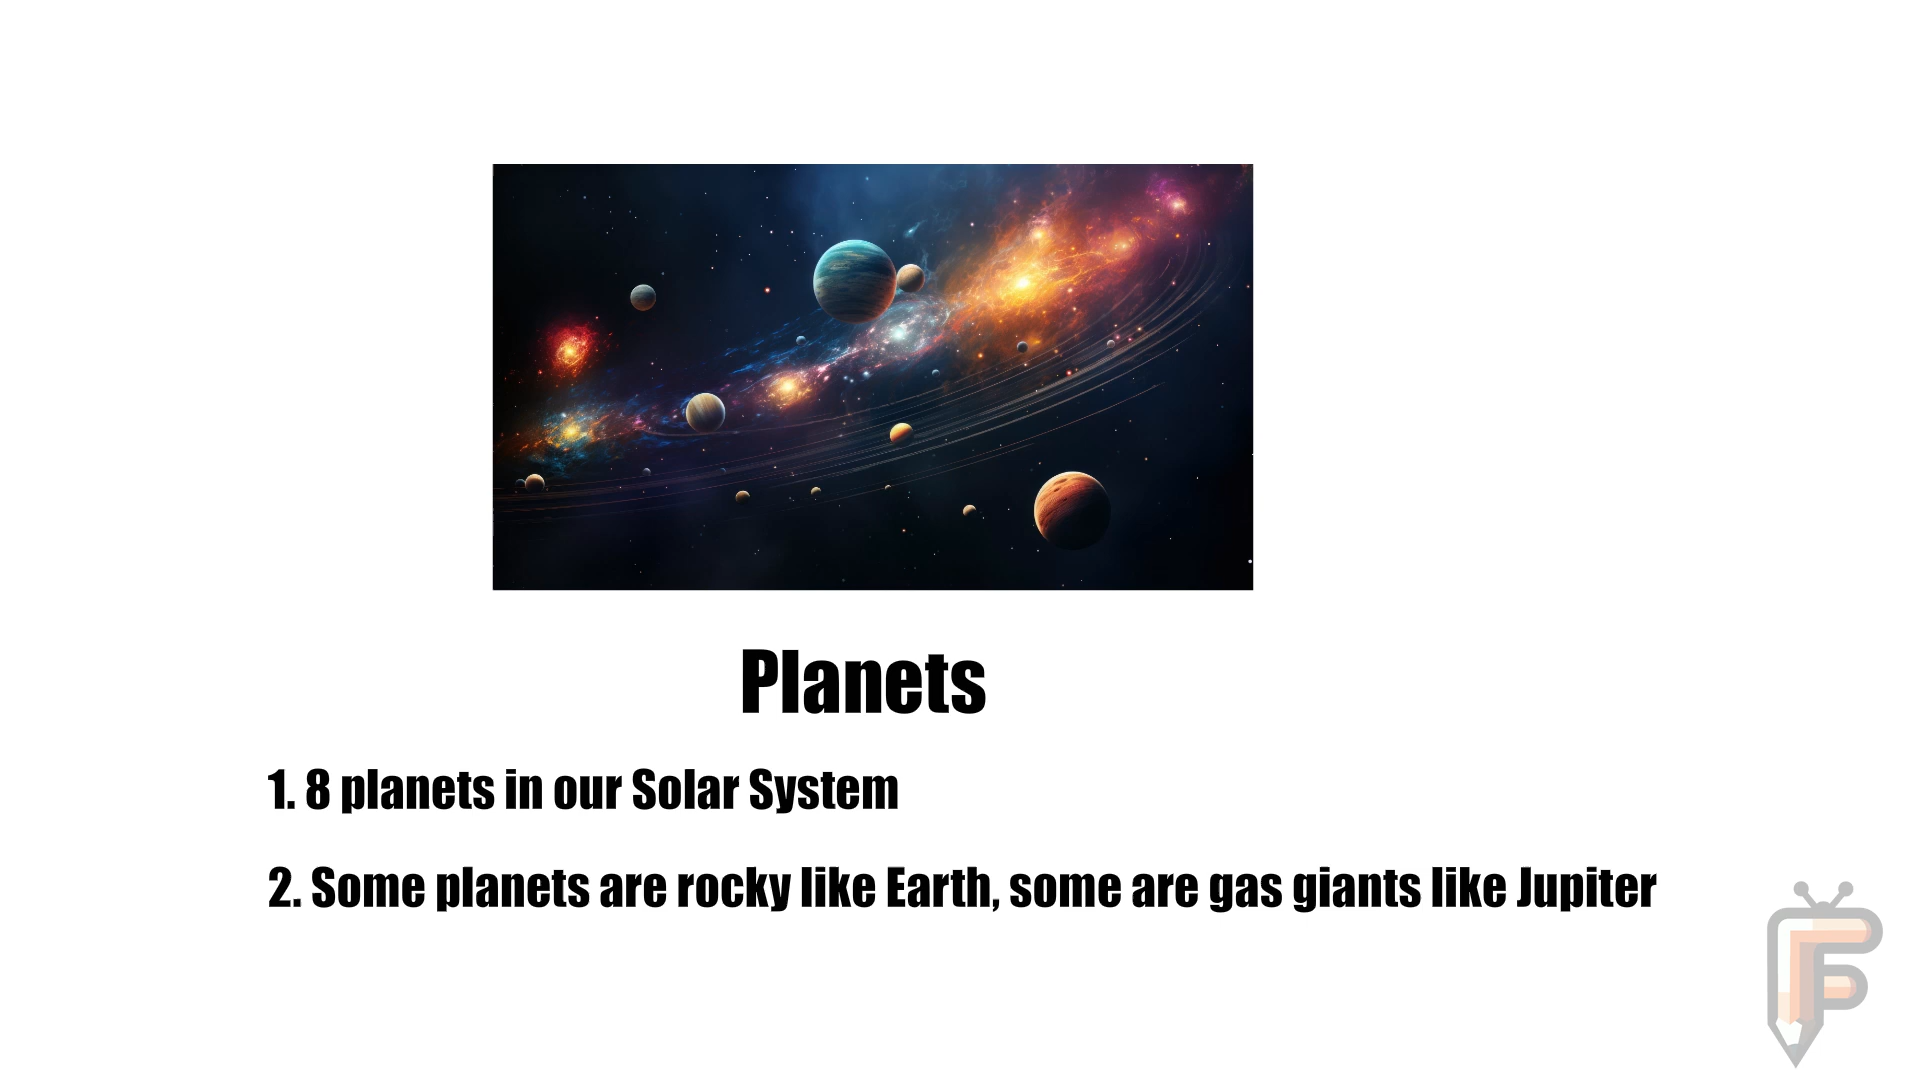 Planets
1. 8 planets in our Solar System
2. Some planets are rocky like Earth, some are gas giants like Jupiter